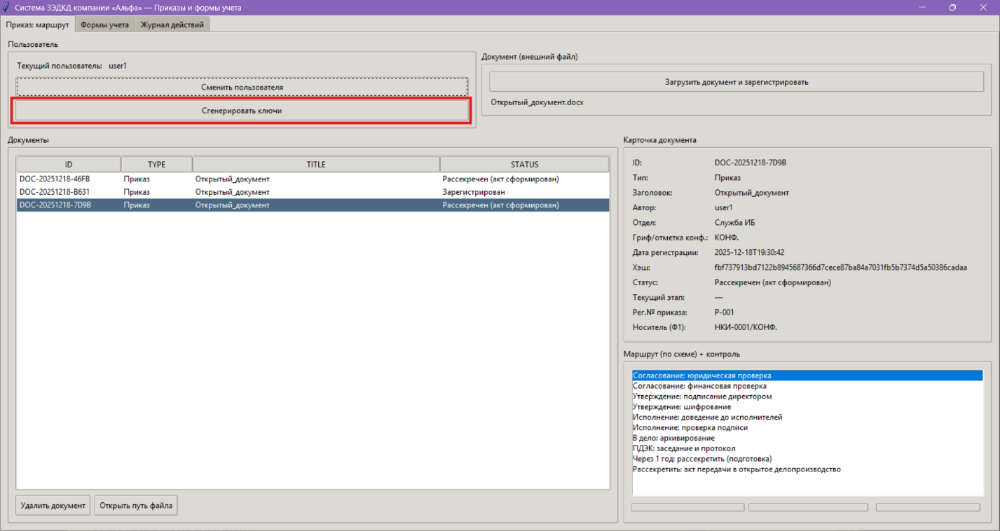 Система ЗЭДКД компании «Альфа» — Приказы и формы учета
Приказ: маршрут Формы учета Журнал действий
Пользователь
Текущий пользователь: user1
Сменить пользователя
Сгенерировать ключи
Документ (внешний файл)
Загрузить документ и зарегистрировать
Открытый_документ.docx
Документы
ID TYPE TITLE STATUS
DOC-20251218-46FB Приказ Открытый_документ Рассекречен (акт сформирован)
DOC-20251218-B631 Приказ Открытый_документ Зарегистрирован
DOC-20251218-7D9B Приказ Открытый_документ Рассекречен (акт сформирован)
Удалить документ Открыть путь файла
Карточка документа
ID: DOC-20251218-7D9B
Тип: Приказ
Заголовок: Открытый_документ
Автор: user1
Отдел: Служба ИБ
Гриф/отметка конф.: КОНФ.
Дата регистрации: 2025-12-18T19:30:42
Хэш: fbf737913bd7122b8945687366d7cece87ba84a7031fb5b7374d5a50386cadaa
Статус: Рассекречен (акт сформирован)
Текущий этап: —
Рег.№ приказа: P-001
Носитель (Ф1): НКИ-0001/КОНФ.
Маршрут (по схеме) + контроль
Согласование: юридическая проверка
Согласование: финансовая проверка
Утверждение: подписание директором
Утверждение: шифрование
Исполнение: доведение до исполнителей
Исполнение: проверка подписи
В дело: архивирование
ПДЭК: заседание и протокол
Через 1 год: рассекретить (подготовка)
Рассекретить: акт передачи в открытое делопроизводство